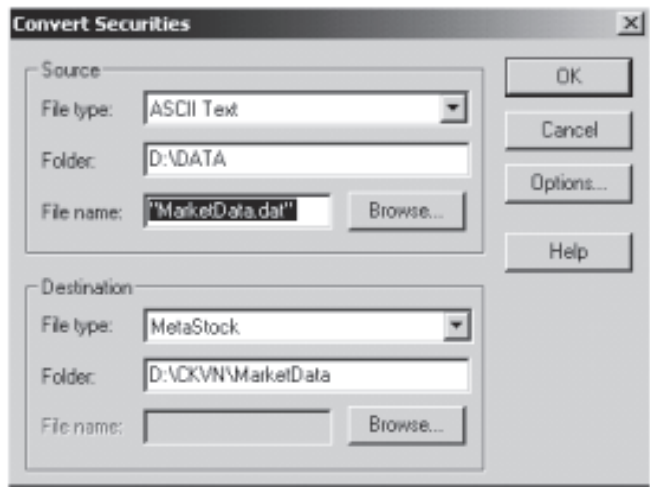 Convert Securities
Source
File type: ASCII Text
Folder: D:\DATA
File name: "MarketData.dat" Browse...
Destination
File type: MetaStock
Folder: D:\CKVN\MarketData
File name: Browse...
OK
Cancel
Options...
Help